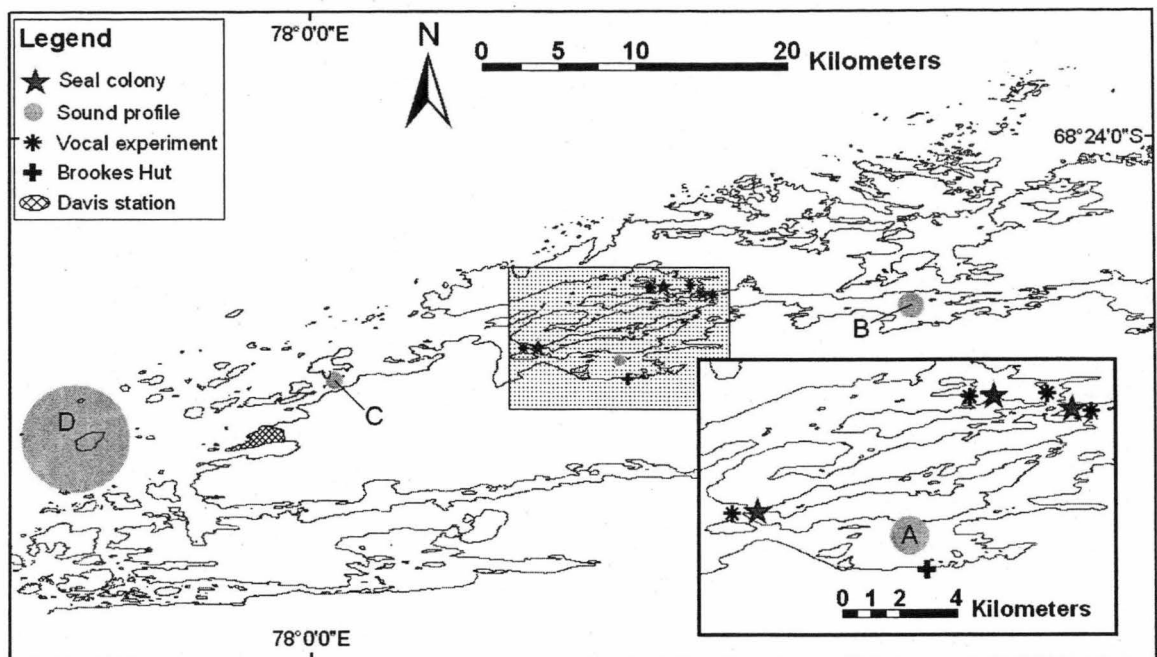 Legend
Seal colony
Sound profile
Vocal experiment
Brookes Hut
Davis station
78°0'0"E
N
0 5 10 20 Kilometers
68°24'0"S
B
C
D
A
0 1 2 4 Kilometers
78°0'0"E